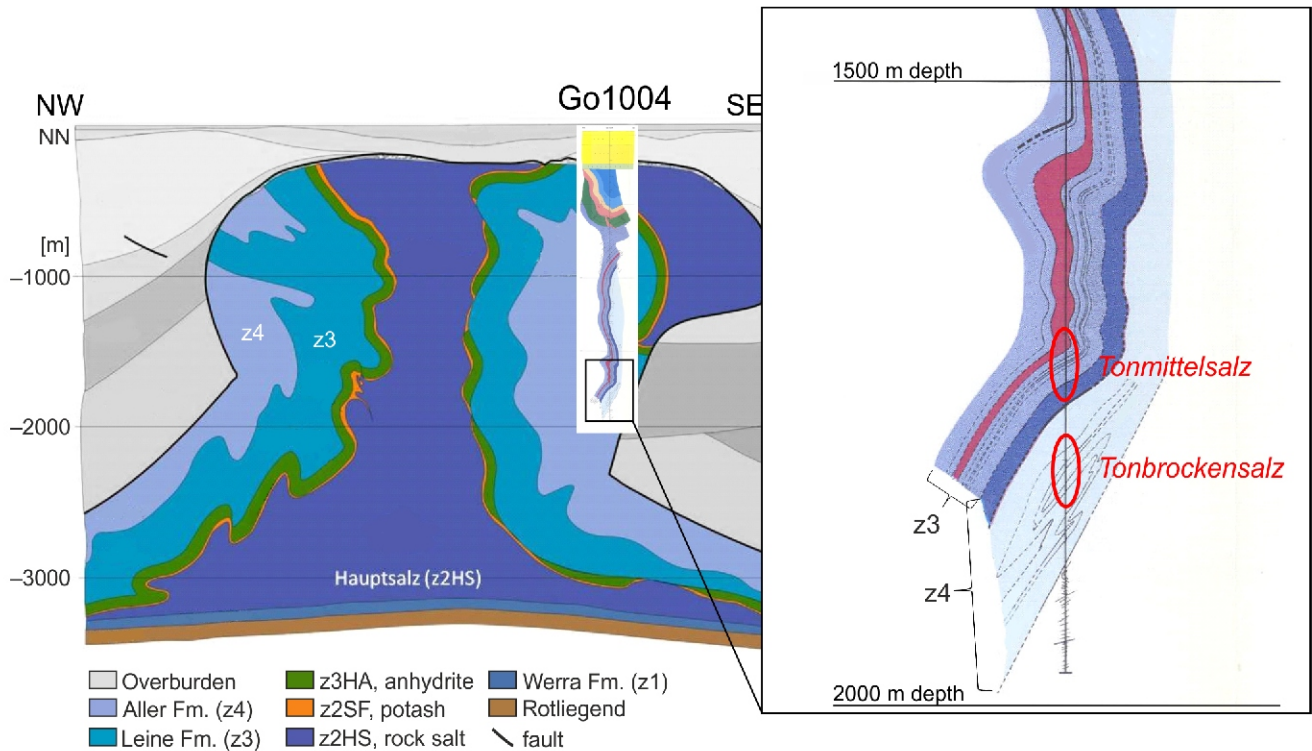 NW
Go1004
SE
NN
[m]
–1000
z4
z3
–2000
–3000
Hauptsalz (z2HS)
Overburden
Aller Fm. (z4)
Leine Fm. (z3)
z3HA, anhydrite
z2SF, potash
z2HS, rock salt
Werra Fm. (z1)
Rotliegend
fault
1500 m depth
Tonmittelsalz
Tonbrockensalz
z3
z4
2000 m depth